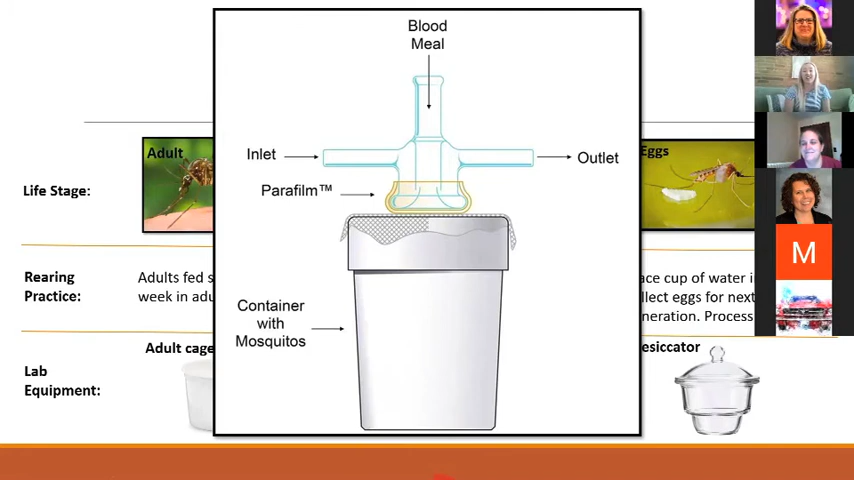 Blood
Meal
Inlet
Outlet
Parafilm™
Container
with
Mosquitos
Life Stage:
Adult
Eggs
Rearing
Practice:
Adults fed s
week in adu
ace cup of water i
llect eggs for next
neration. Process
Lab
Equipment:
Adult cage
esiccator
M